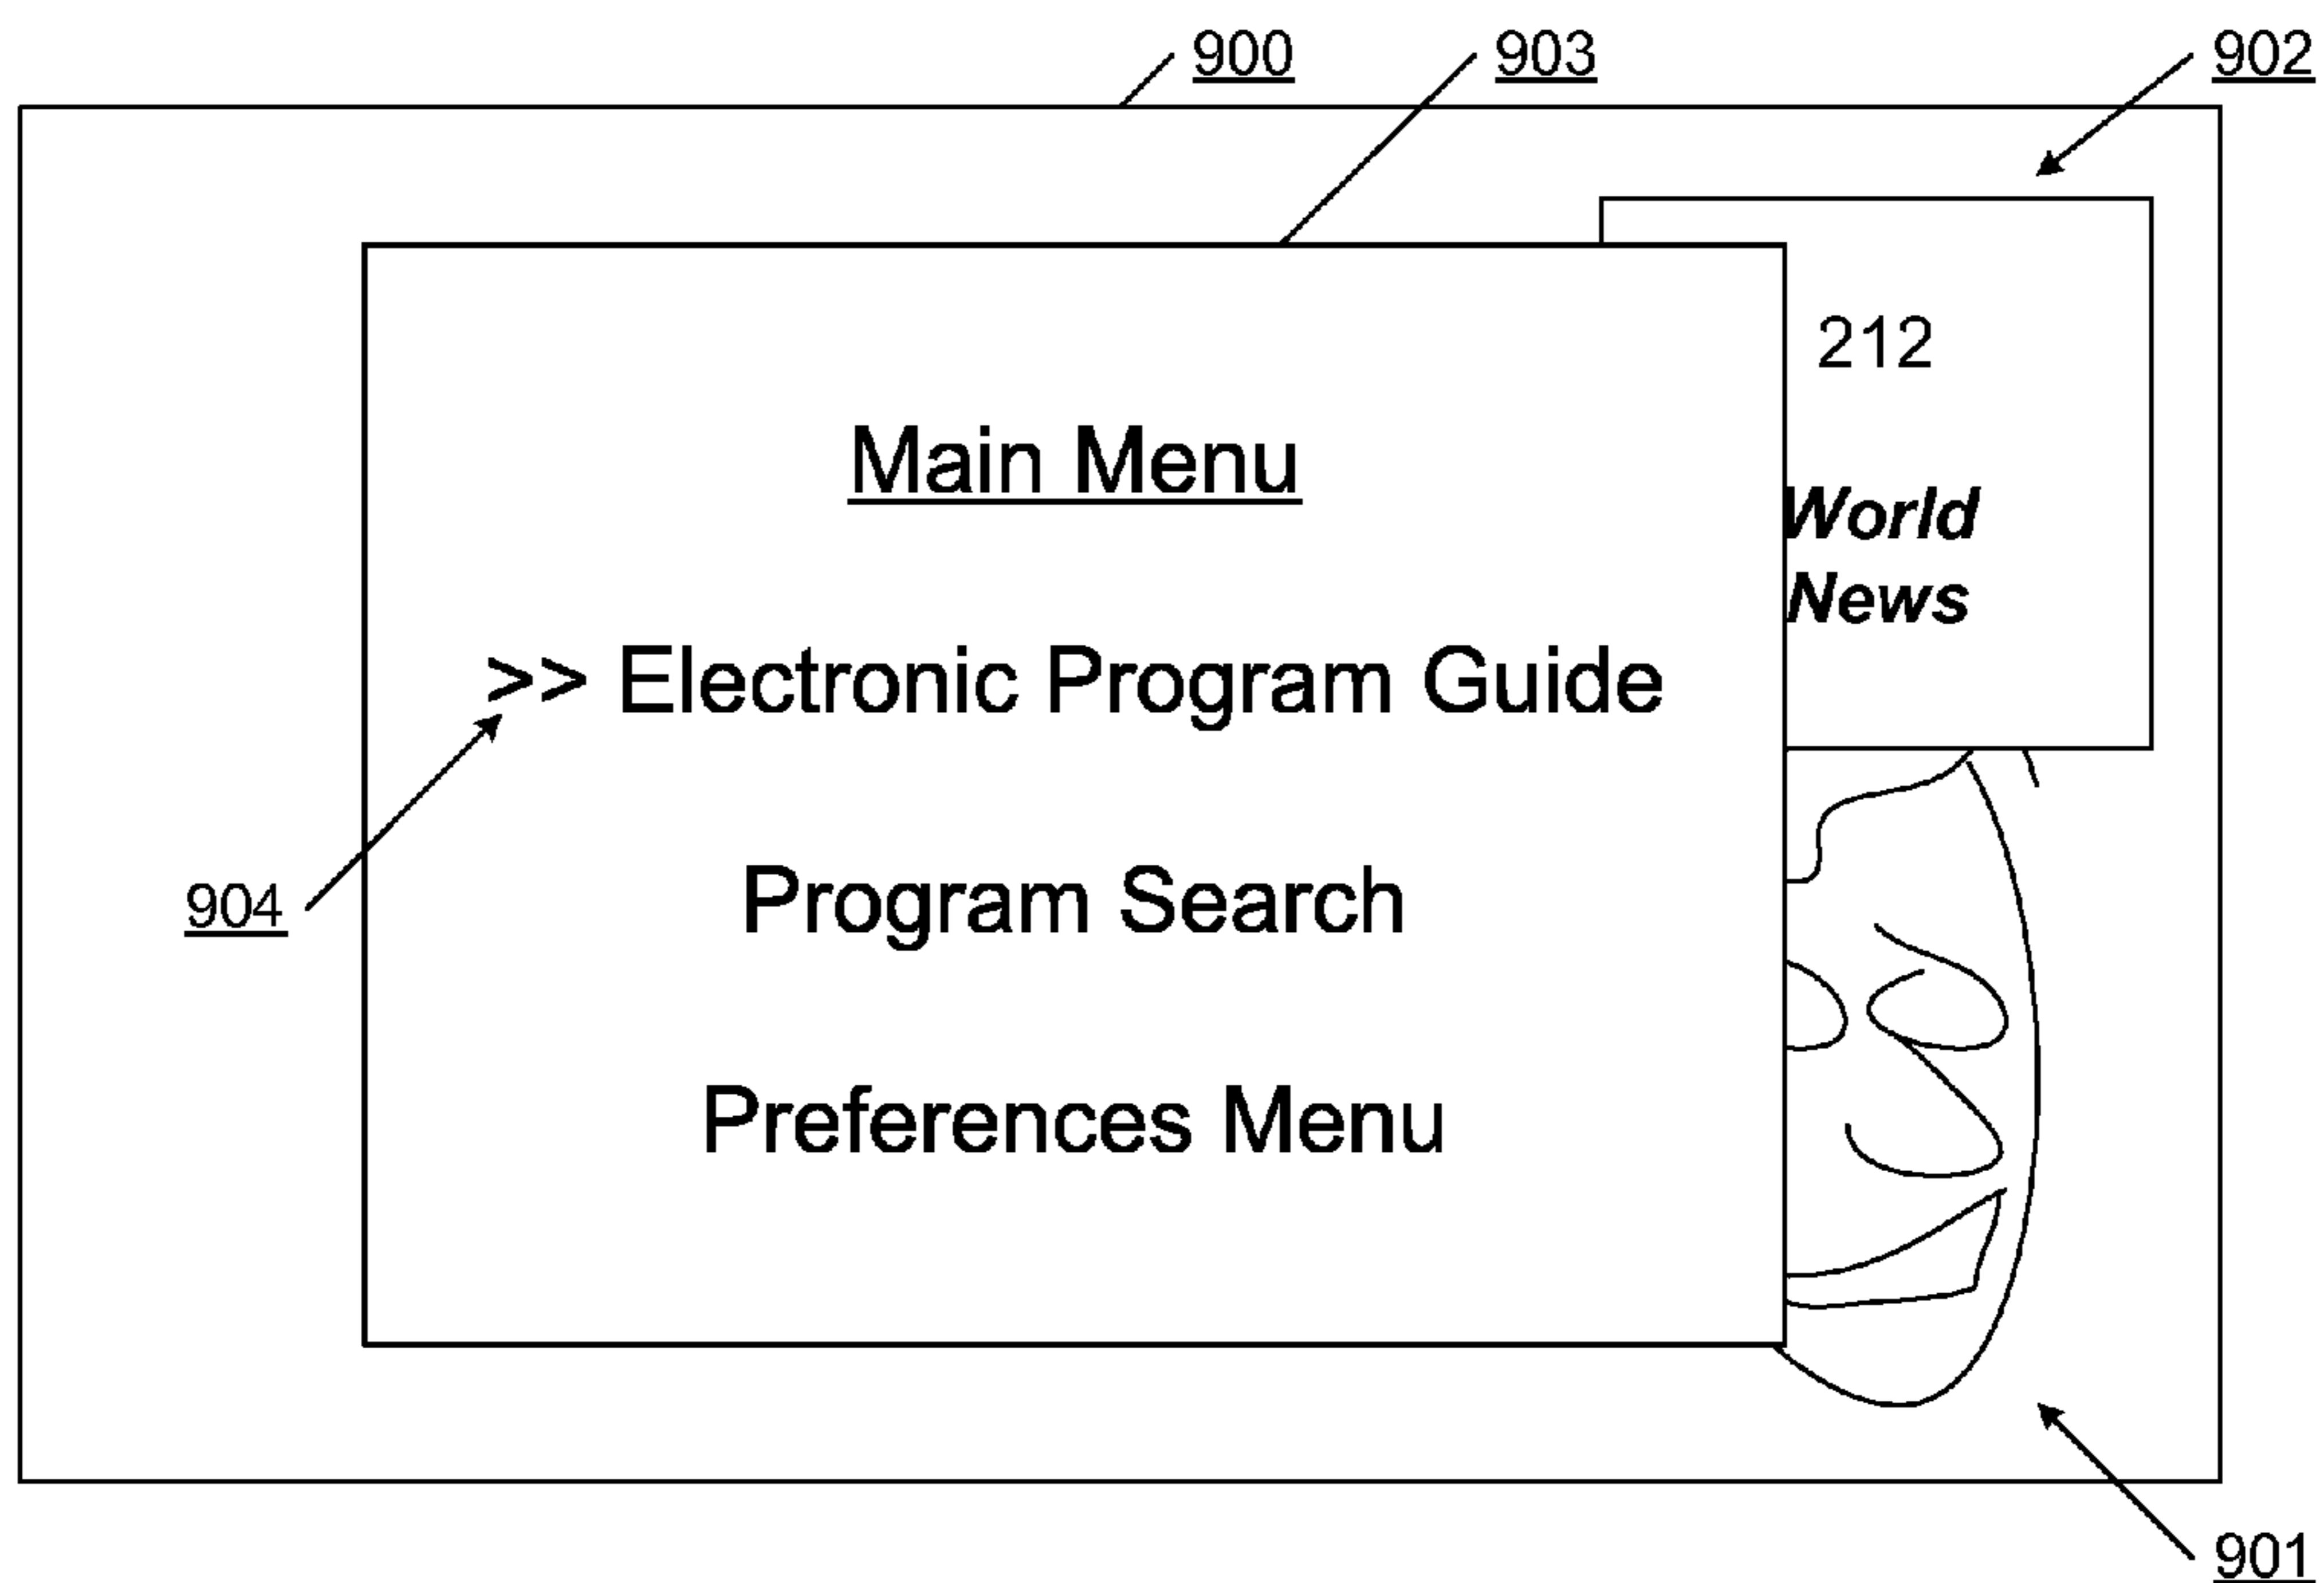 900
903
902
212
Main Menu
World
News
>> Electronic Program Guide
904
Program Search
Preferences Menu
901